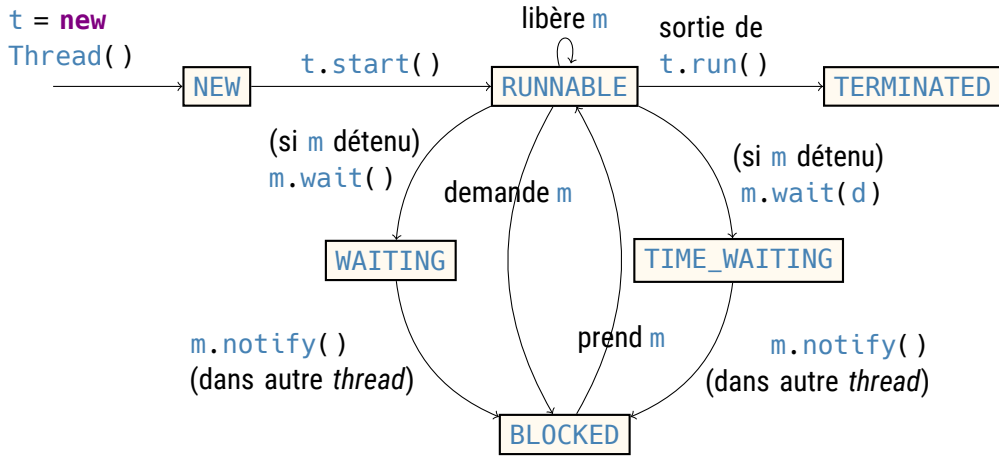 t = new
Thread()
NEW
t.start()
libère m
RUNNABLE
sortie de
t.run()
TERMINATED
(si m détenu)
m.wait()
demande m
(si m détenu)
m.wait(d)
WAITING
TIME_WAITING
m.notify()
(dans autre thread)
prend m
m.notify()
(dans autre thread)
BLOCKED